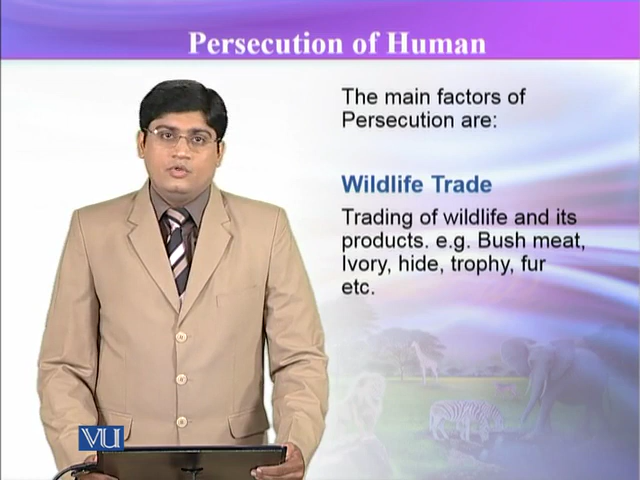 Persecution of Human
The main factors of
Persecution are:
Wildlife Trade
Trading of wildlife and its
products. e.g. Bush meat,
Ivory, hide, trophy, fur
etc.
VU